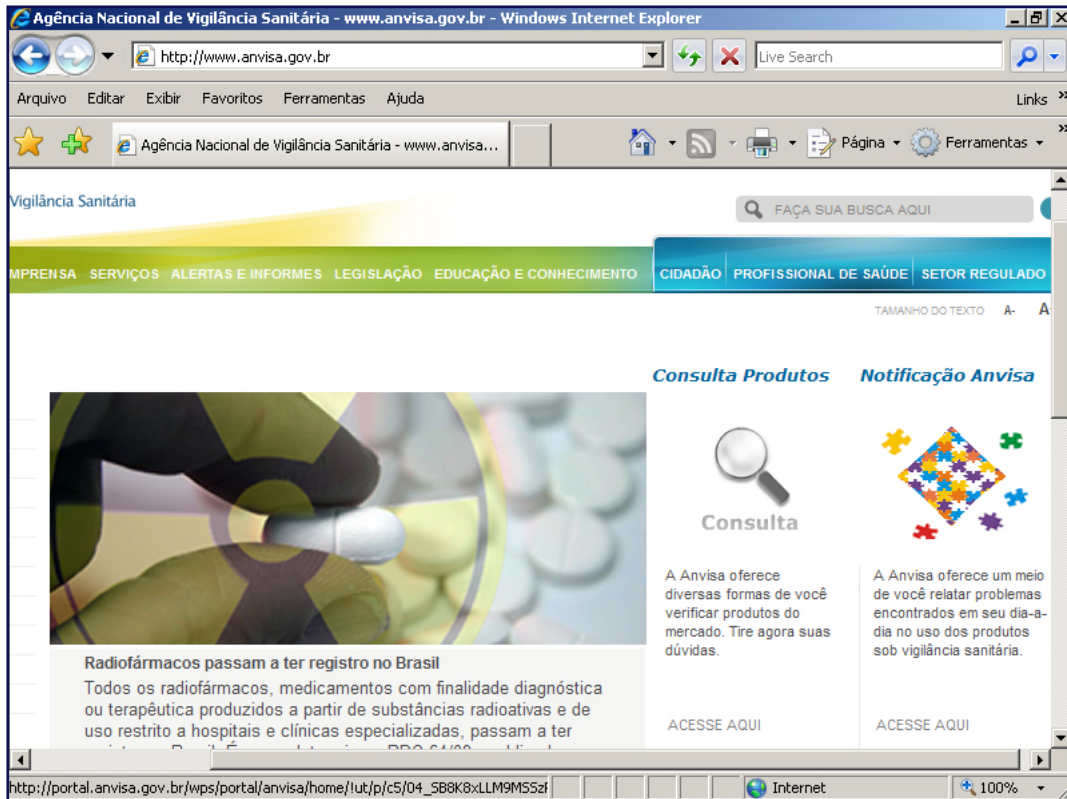 Agência Nacional de Vigilância Sanitária - www.anvisa.gov.br - Windows Internet Explorer
http://www.anvisa.gov.br
Live Search
Arquivo Editar Exibir Favoritos Ferramentas Ajuda
Links
Agência Nacional de Vigilância Sanitária - www.anvisa...
Página
Ferramentas
Vigilância Sanitária
FAÇA SUA BUSCA AQUI
MPRENSA SERVIÇOS ALERTAS E INFORMES LEGISLAÇÃO EDUCAÇÃO E CONHECIMENTO CIDADÃO PROFISSIONAL DE SAÚDE SETOR REGULADO
TAMANHO DO TEXTO A- A
Consulta Produtos
Consulta
A Anvisa oferece
diversas formas de você
verificar produtos do
mercado. Tire agora suas
dúvidas.
ACESSE AQUI
Notificação Anvisa
A Anvisa oferece um meio
de você relatar problemas
encontrados em seu dia-a-
dia no uso dos produtos
sob vigilância sanitária.
ACESSE AQUI
Radiofármacos passam a ter registro no Brasil
Todos os radiofármacos, medicamentos com finalidade diagnóstica
ou terapêutica produzidos a partir de substâncias radioativas e de
uso restrito a hospitais e clínicas especializadas, passam a ter
http://portal.anvisa.gov.br/wps/portal/anvisa/home/!ut/p/c5/04_SB8K8xLLM9MSSzF
Internet
100%